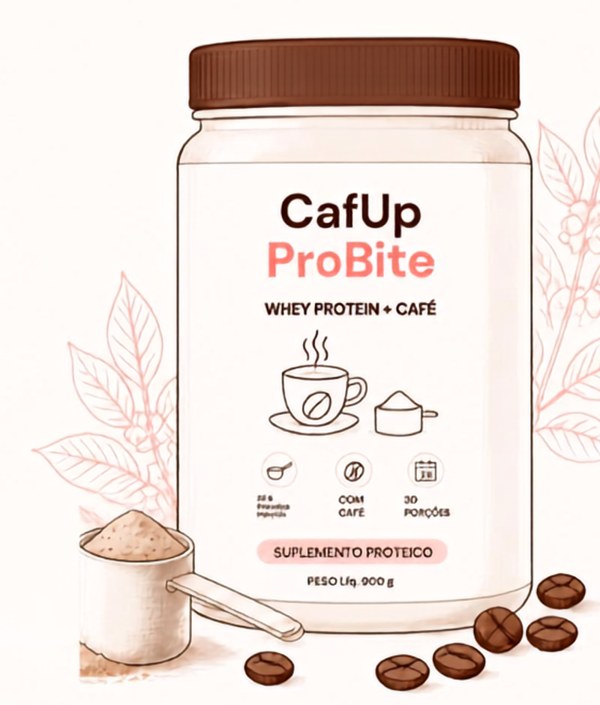 CafUp
ProBite
WHEY PROTEIN + CAFÉ
COM
CAFÉ
30
PORÇÕES
SUPLEMENTO PROTEICO
PESO Líq. 900 g